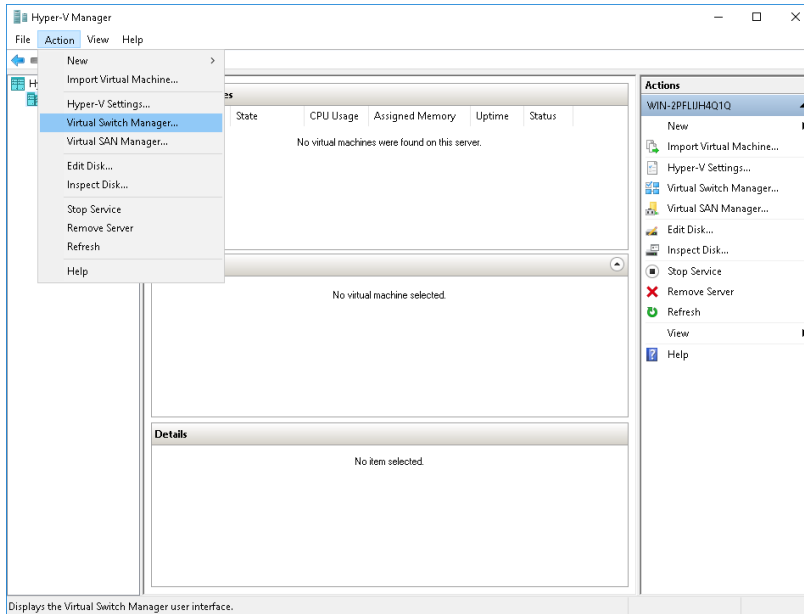 Hyper-V Manager
File Action View Help
New
Import Virtual Machine...
Hyper-V Settings...
Virtual Switch Manager...
Virtual SAN Manager...
Edit Disk...
Inspect Disk...
Stop Service
Remove Server
Refresh
Help
State CPU Usage Assigned Memory Uptime Status
No virtual machines were found on this server.
No virtual machine selected.
Details
No item selected.
Actions
WIN-2PFLIJH4Q1Q
New
Import Virtual Machine...
Hyper-V Settings...
Virtual Switch Manager...
Virtual SAN Manager...
Edit Disk...
Inspect Disk...
Stop Service
Remove Server
Refresh
View
Help
Displays the Virtual Switch Manager user interface.